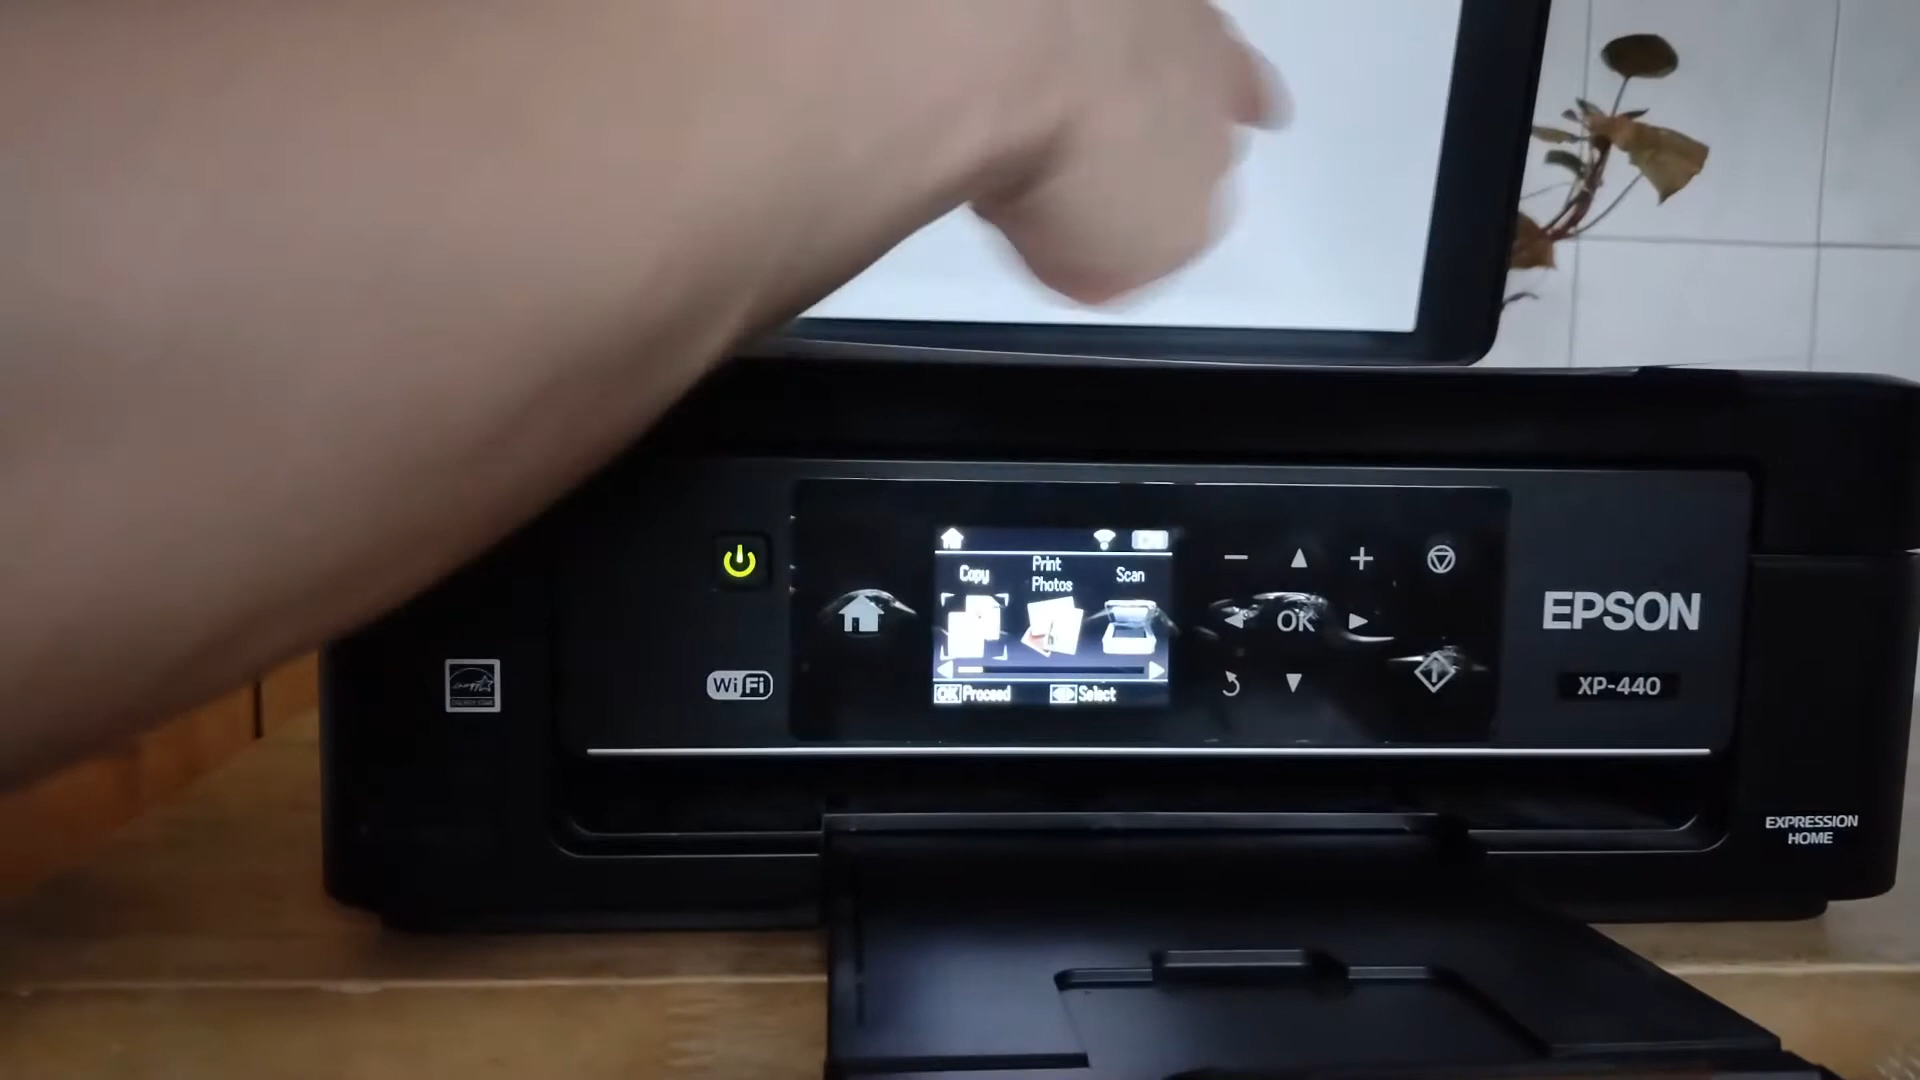 Copy
Print
Photos
Scan
OK Proceed
Select
OK
WiFi
EPSON
XP-440
EXPRESSION
HOME